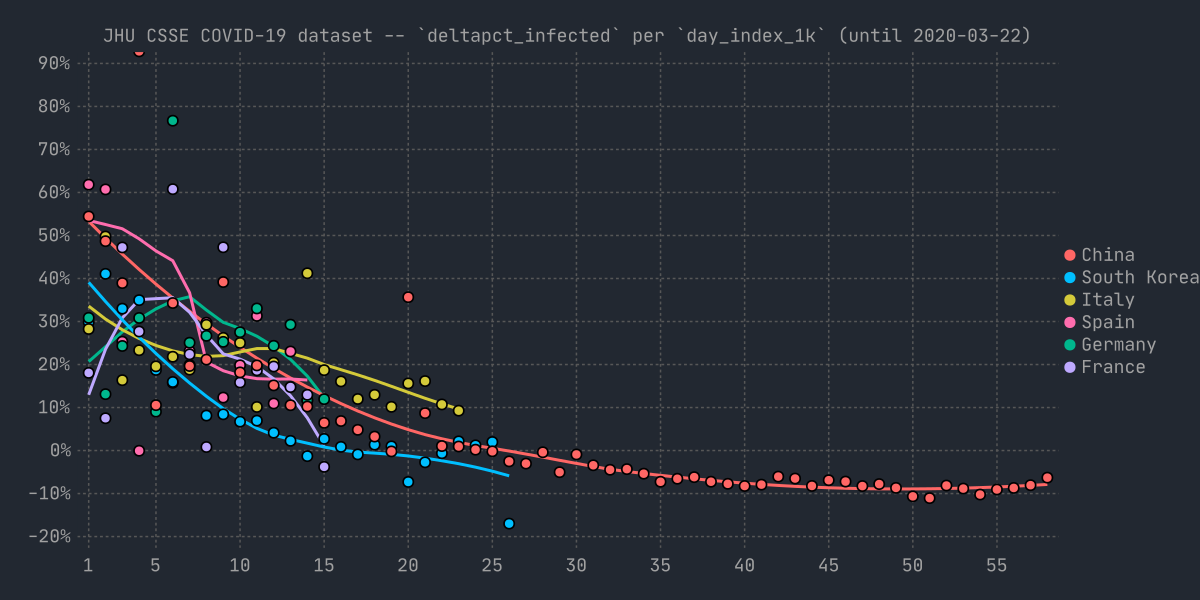 JHU CSSE COVID-19 dataset -- `deltapct_infected` per `day_index_1k` (until 2020-03-22)
90%
80%
70%
60%
50%
40%
30%
20%
10%
0%
-10%
-20%
1 5 10 15 20 25 30 35 40 45 50 55
China
South Korea
Italy
Spain
Germany
France